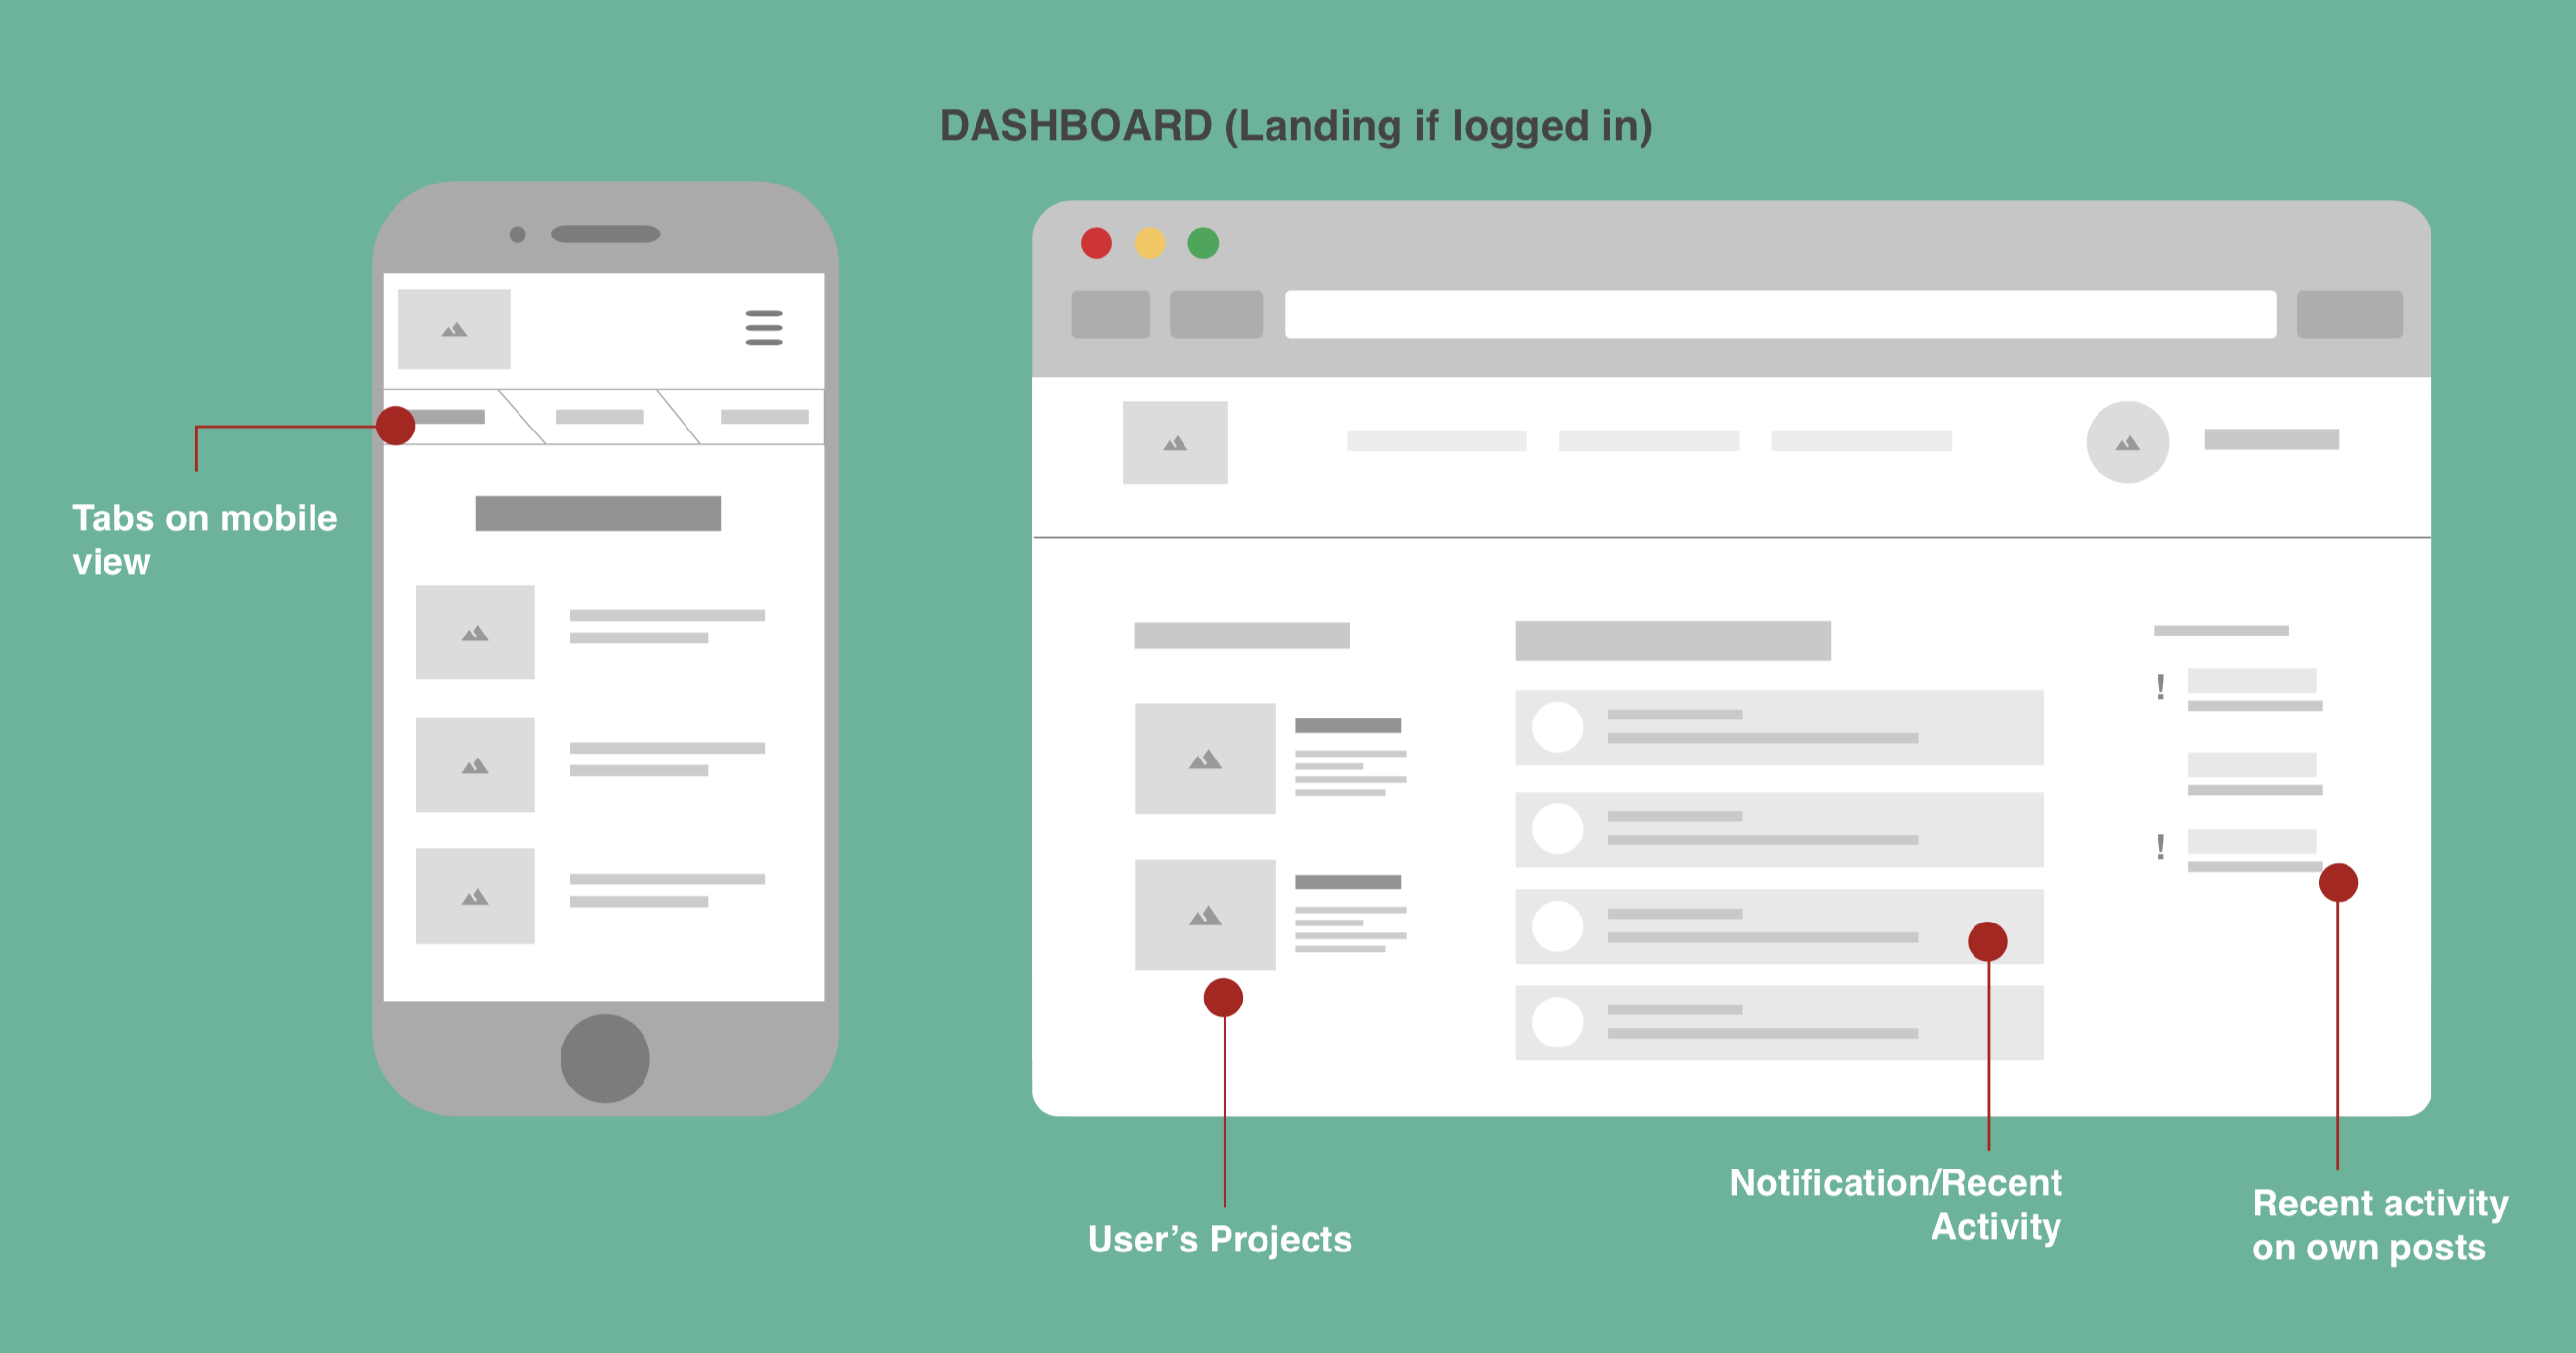 DASHBOARD (Landing if logged in)
Tabs on mobile
view
!
!
User’s Projects
Notification/Recent
Activity
Recent activity
on own posts